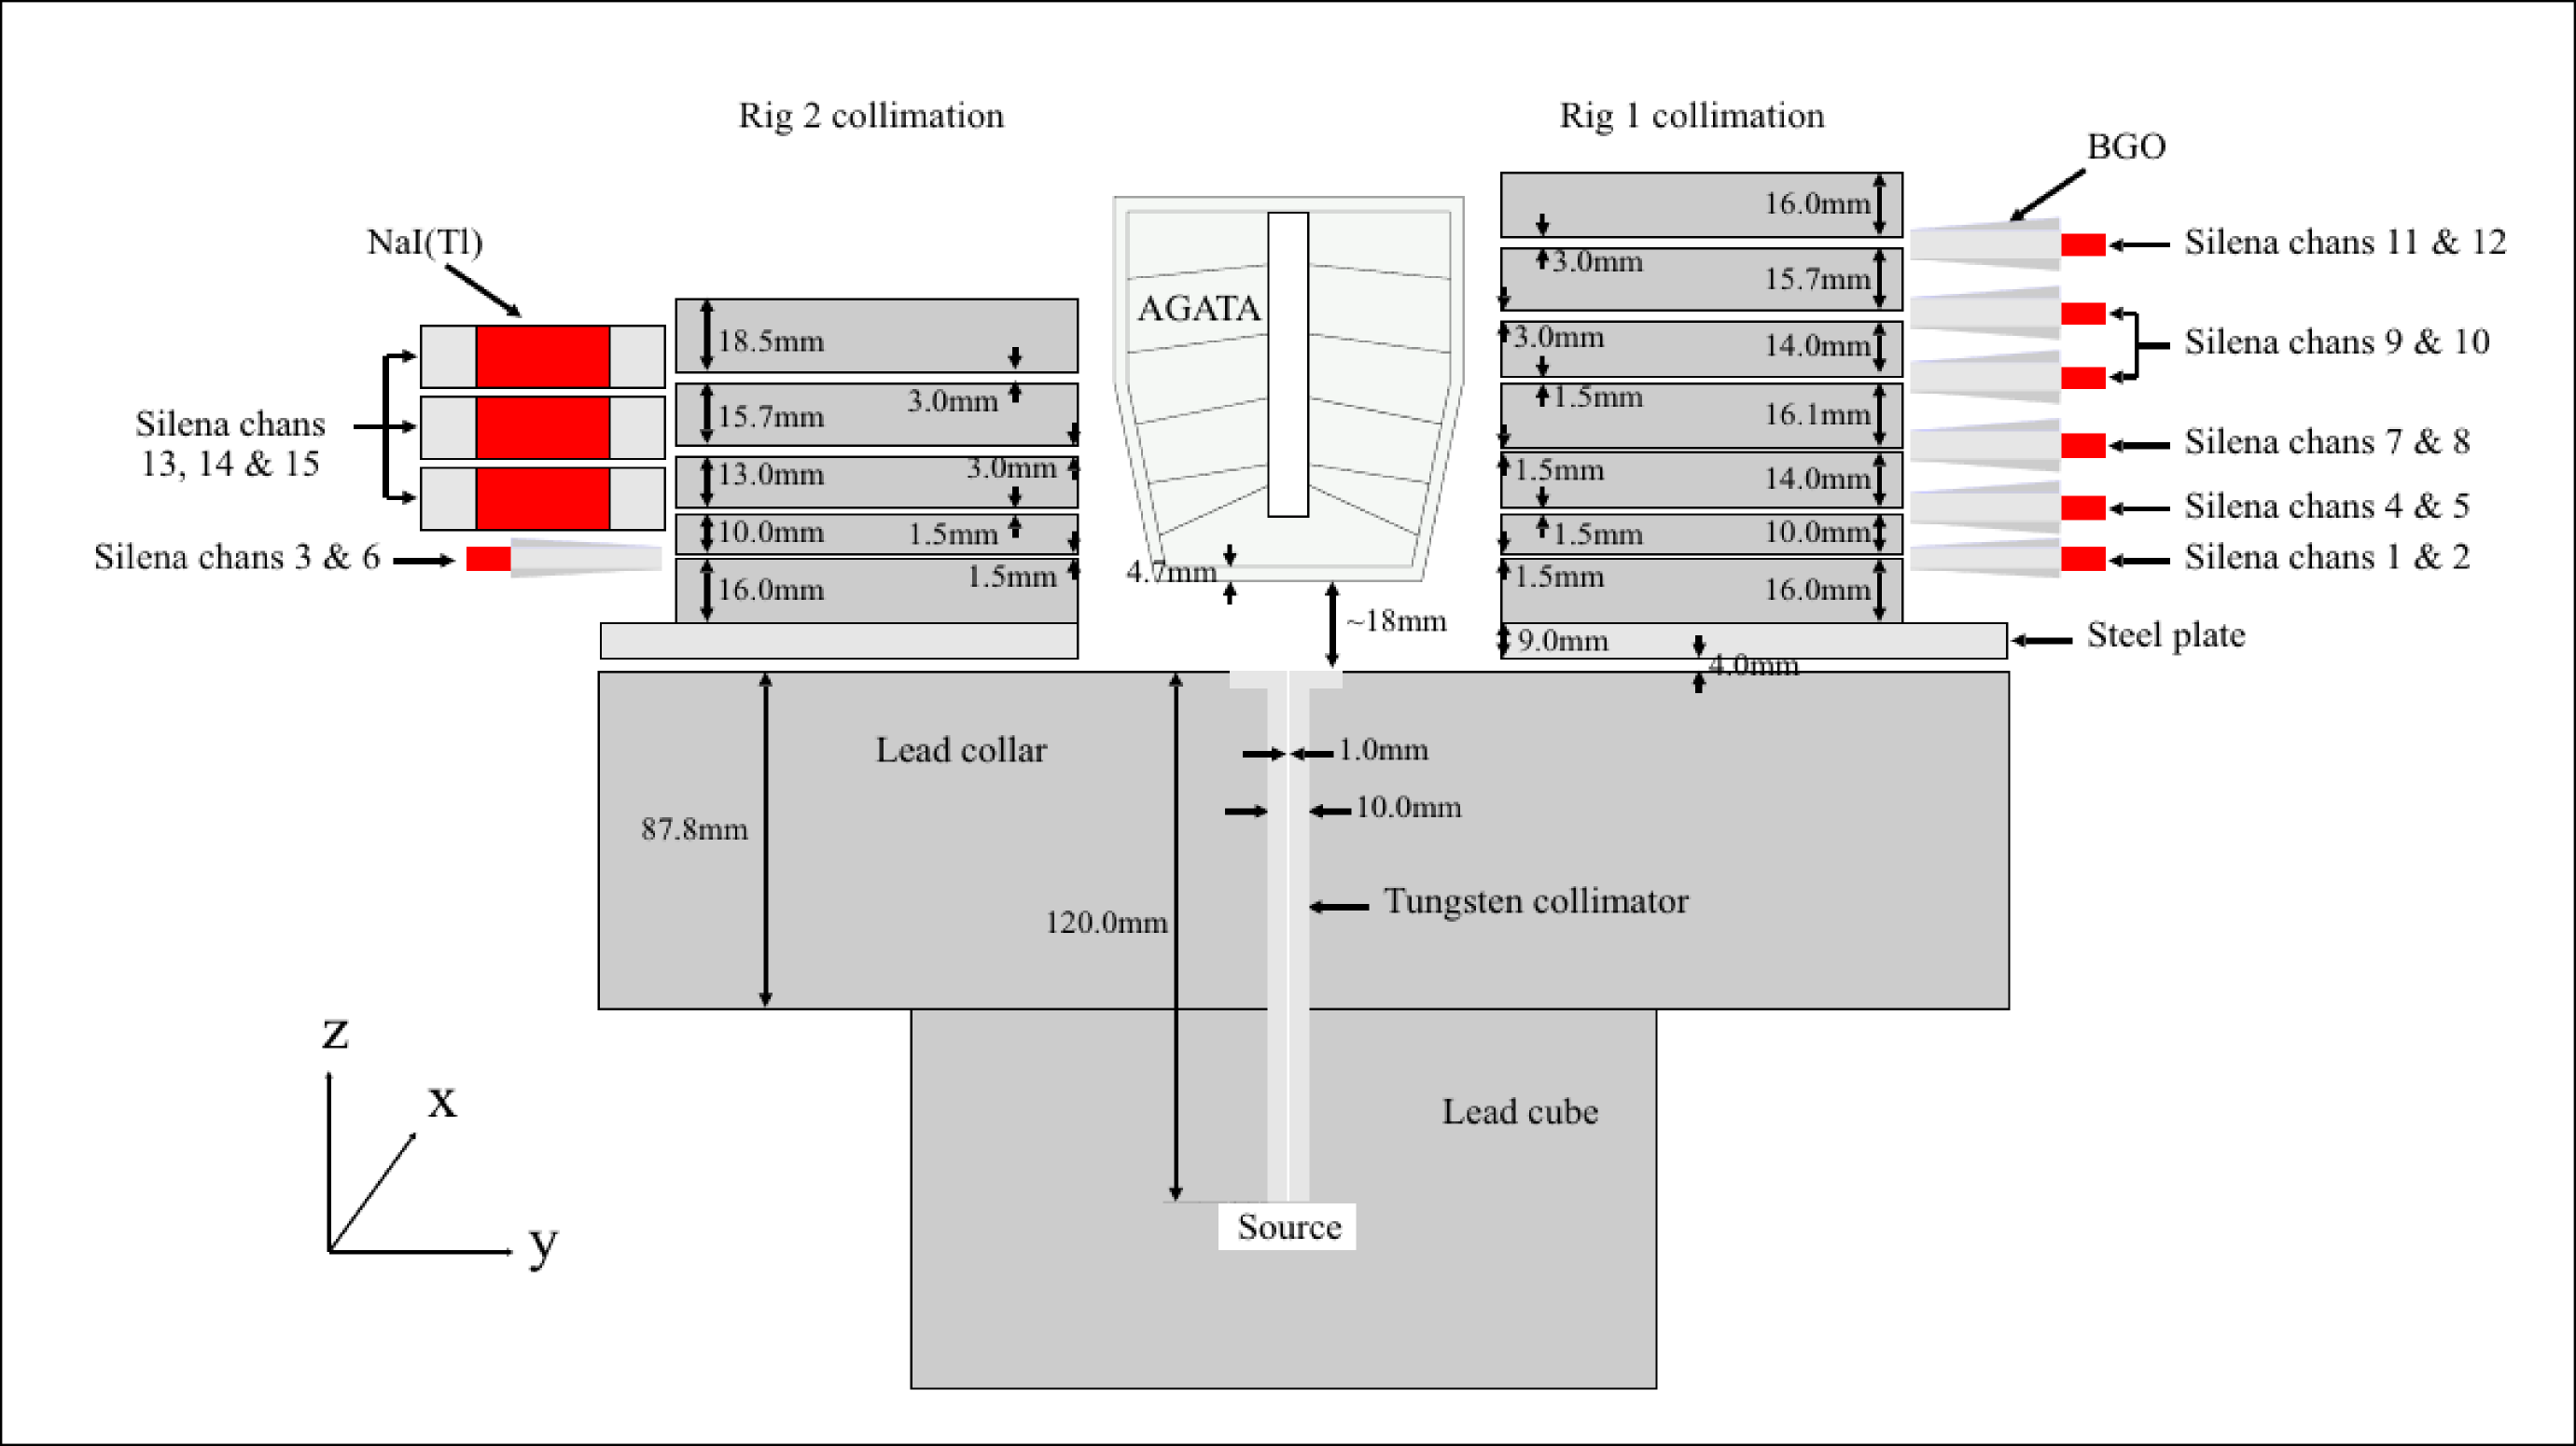 Rig 2 collimation
Rig 1 collimation
BGO
NaI(Tl)
AGATA
Silena chans
13, 14 & 15
Silena chans 3 & 6
18.5mm
3.0mm
15.7mm
3.0mm
13.0mm
1.5mm
10.0mm
1.5mm
16.0mm
4.7mm
~18mm
16.0mm
3.0mm
15.7mm
3.0mm
14.0mm
1.5mm
16.1mm
1.5mm
14.0mm
1.5mm
10.0mm
1.5mm
16.0mm
9.0mm
4.0mm
Silena chans 11 & 12
Silena chans 9 & 10
Silena chans 7 & 8
Silena chans 4 & 5
Silena chans 1 & 2
Steel plate
Lead collar
1.0mm
10.0mm
87.8mm
120.0mm
Tungsten collimator
Lead cube
Source
z
x
y